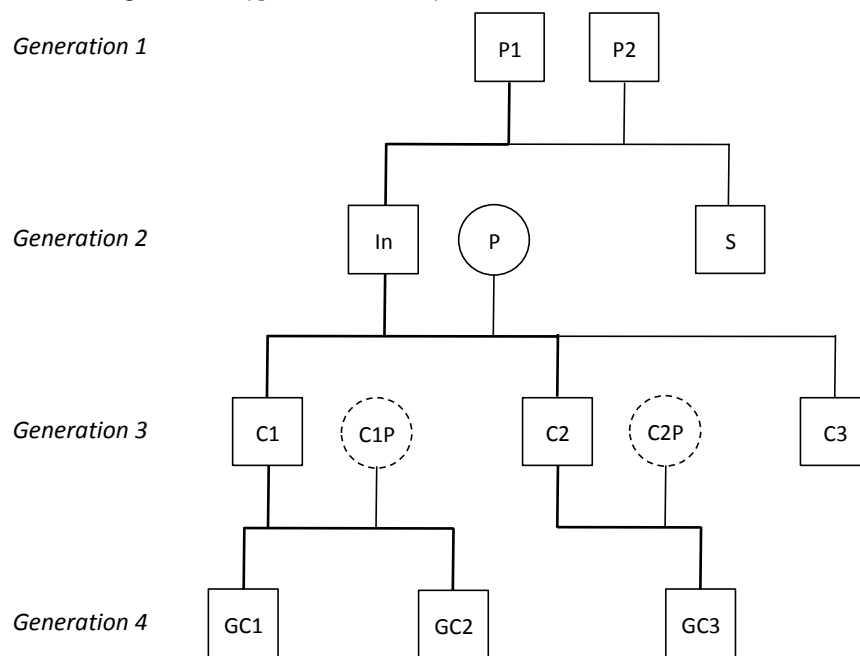 Generation 1
P1
P2
Generation 2
In
P
S
Generation 3
C1
C1P
C2
C2P
C3
Generation 4
GC1
GC2
GC3